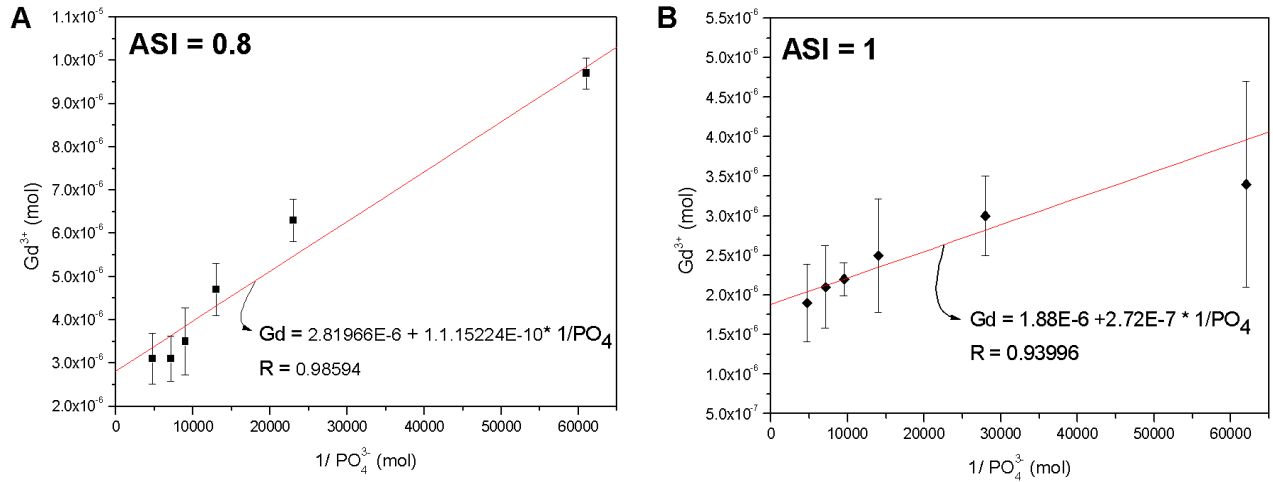 A
ASI = 0.8
1.1x10⁻⁵
1.0x10⁻⁵
9.0x10⁻⁶
8.0x10⁻⁶
7.0x10⁻⁶
6.0x10⁻⁶
5.0x10⁻⁶
4.0x10⁻⁶
3.0x10⁻⁶
2.0x10⁻⁶
Gd³⁺ (mol)
Gd = 2.81966E-6 + 1.1.15224E-10* 1/PO₄
R = 0.98594
0 10000 20000 30000 40000 50000 60000
1/ PO₄³⁻ (mol)
B
ASI = 1
5.5x10⁻⁶
5.0x10⁻⁶
4.5x10⁻⁶
4.0x10⁻⁶
3.5x10⁻⁶
3.0x10⁻⁶
2.5x10⁻⁶
2.0x10⁻⁶
1.5x10⁻⁶
1.0x10⁻⁶
5.0x10⁻⁷
Gd³⁺ (mol)
Gd = 1.88E-6 +2.72E-7 * 1/PO₄
R = 0.93996
0 10000 20000 30000 40000 50000 60000
1/ PO₄³⁻ (mol)